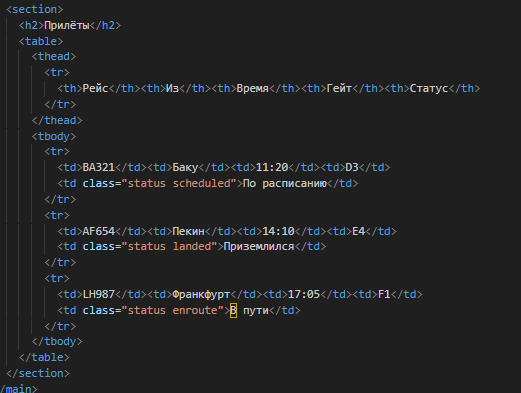 <section>
<h2>Прилёты</h2>
<table>
<thead>
<tr>
<th>Рейс</th><th>Из</th><th>Время</th><th>Гейт</th><th>Статус</th>
</tr>
</thead>
<tbody>
<tr>
<td>BA321</td><td>Баку</td><td>11:20</td><td>D3</td>
<td class="status scheduled">По расписанию</td>
</tr>
<tr>
<td>AF654</td><td>Пекин</td><td>14:10</td><td>E4</td>
<td class="status landed">Приземлился</td>
</tr>
<tr>
<td>LH987</td><td>Франкфурт</td><td>17:05</td><td>F1</td>
<td class="status enroute">В пути</td>
</tr>
</tbody>
</table>
</section>
/main>